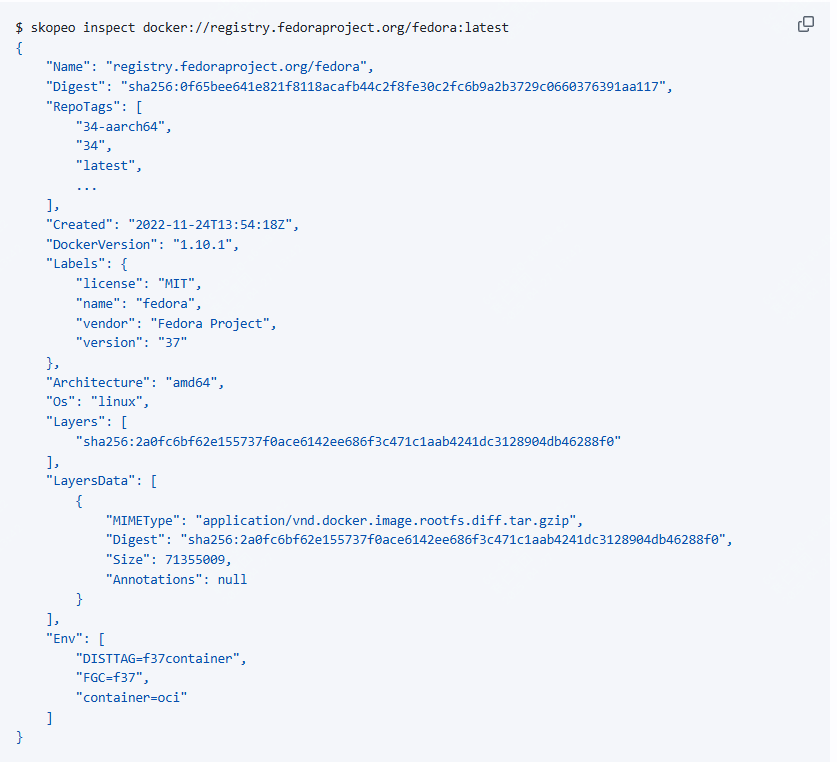 $ skopeo inspect docker://registry.fedoraproject.org/fedora:latest
{
    "Name": "registry.fedoraproject.org/fedora",
    "Digest": "sha256:0f65bee641e821f8118acafb44c2f8fe30c2fc6b9a2b3729c0660376391aa117",
    "RepoTags": [
        "34-aarch64",
        "34",
        "latest",
        ...
    ],
    "Created": "2022-11-24T13:54:18Z",
    "DockerVersion": "1.10.1",
    "Labels": {
        "license": "MIT",
        "name": "fedora",
        "vendor": "Fedora Project",
        "version": "37"
    },
    "Architecture": "amd64",
    "Os": "linux",
    "Layers": [
        "sha256:2a0fc6bf62e155737f0ace6142ee686f3c471c1aab4241dc3128904db46288f0"
    ],
    "LayersData": [
        {
            "MIMEType": "application/vnd.docker.image.rootfs.diff.tar.gzip",
            "Digest": "sha256:2a0fc6bf62e155737f0ace6142ee686f3c471c1aab4241dc3128904db46288f0",
            "Size": 71355009,
            "Annotations": null
        }
    ],
    "Env": [
        "DISTTAG=f37container",
        "FGC=f37",
        "container=oci"
    ]
}